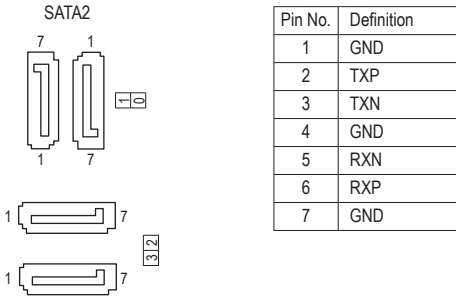 SATA2
7 1
1 0
1 7
1 7
3 2
1 7
Pin No. Definition
1 GND
2 TXP
3 TXN
4 GND
5 RXN
6 RXP
7 GND